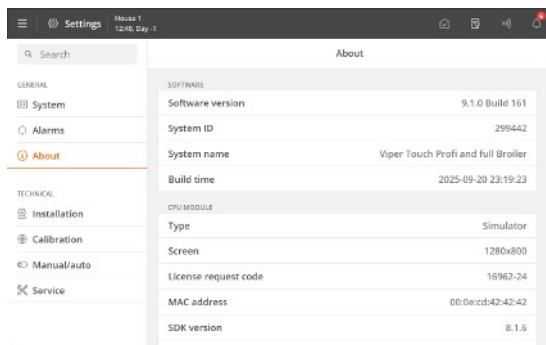 Settings
House 1
12:48, Day -1
Search
About
GENERAL
System
Alarms
About
TECHNICAL
Installation
Calibration
Manual/auto
Service
SOFTWARE
Software version 9.1.0 Build 161
System ID 299442
System name Viper Touch Profi and full Broiler
Build time 2025-09-20 23:19:23
CPU MODULE
Type Simulator
Screen 1280x800
License request code 16962-24
MAC address 00:0e:cd:42:42:42
SDK version 8.1.6